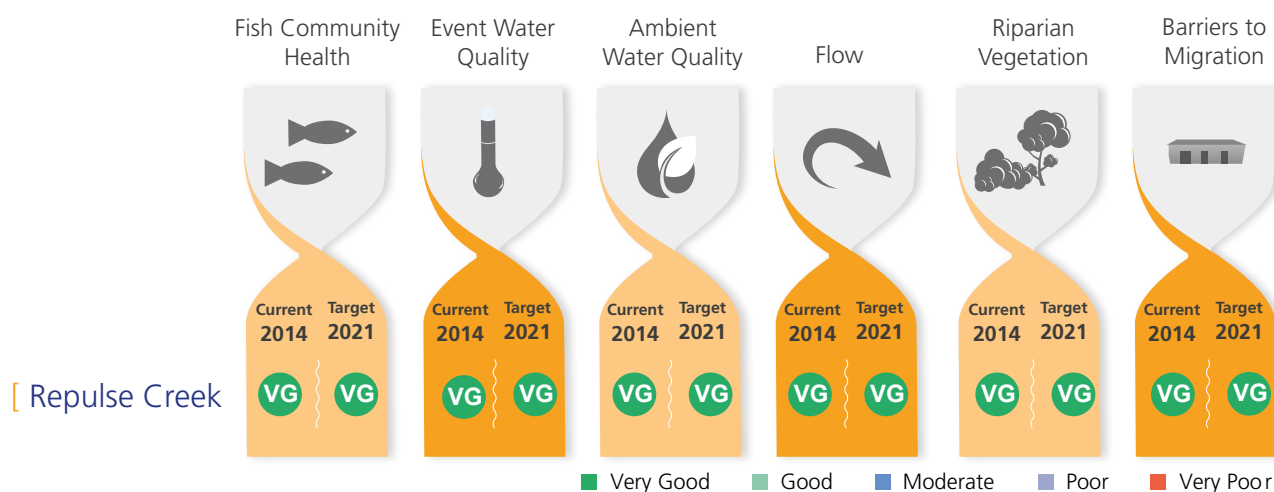 Fish Community
Health
Event Water
Quality
Ambient
Water Quality
Flow
Riparian
Vegetation
Barriers to
Migration
Current Target
2014 2021
Current Target
2014 2021
Current Target
2014 2021
Current Target
2014 2021
Current Target
2014 2021
Current Target
2014 2021
[ Repulse Creek
VG VG
VG VG
VG VG
VG VG
VG VG
VG VG
Very Good Good Moderate Poor Very Poor